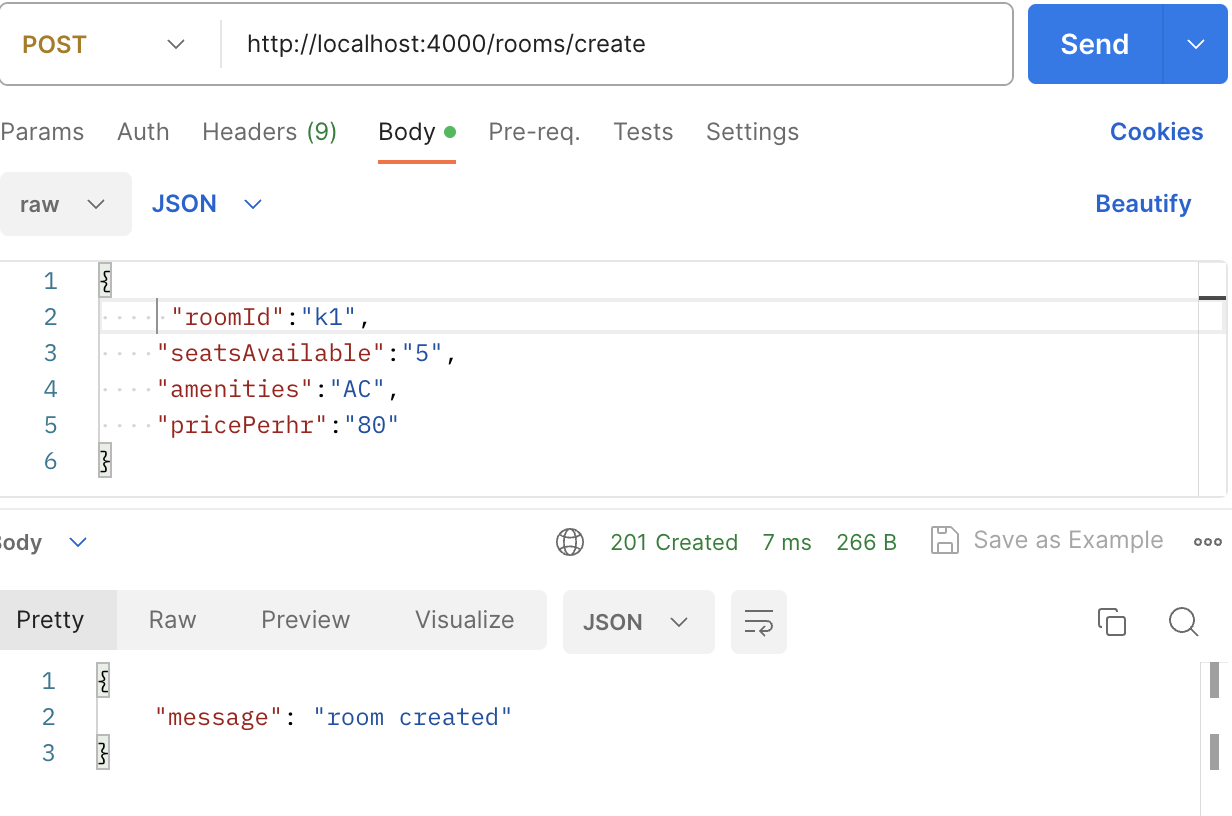 POST http://localhost:4000/rooms/create Send
Params Auth Headers (9) Body Pre-req. Tests Settings Cookies
raw JSON Beautify
1 {
2 "roomId":"k1",
3 "seatsAvailable":"5",
4 "amenities":"AC",
5 "pricePerhr":"80"
6 }
Body 201 Created 7 ms 266 B Save as Example
Pretty Raw Preview Visualize JSON
1 {
2 "message": "room created"
3 }